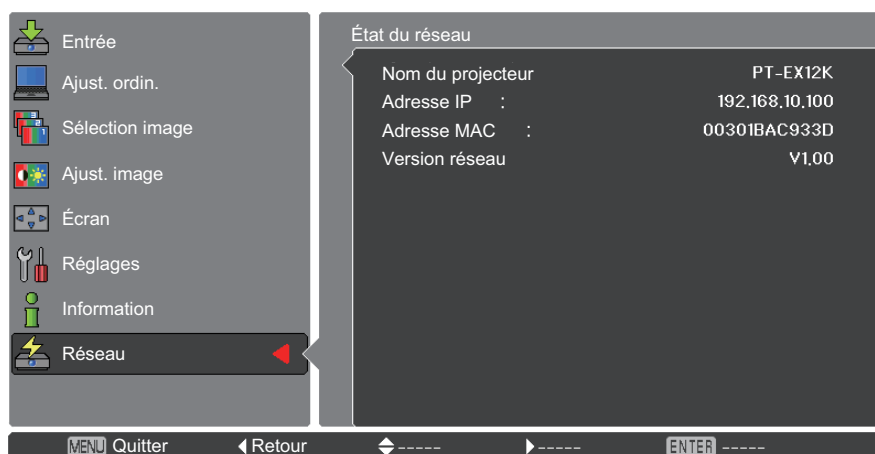 Entrée
Ajust. ordin.
Sélection image
Ajust. image
Écran
Réglages
Information
Réseau
État du réseau
Nom du projecteur PT-EX12K
Adresse IP : 192.168.10.100
Adresse MAC : 00301BAC933D
Version réseau V1.00
MENU Quitter Retour ----- ----- ENTER -----